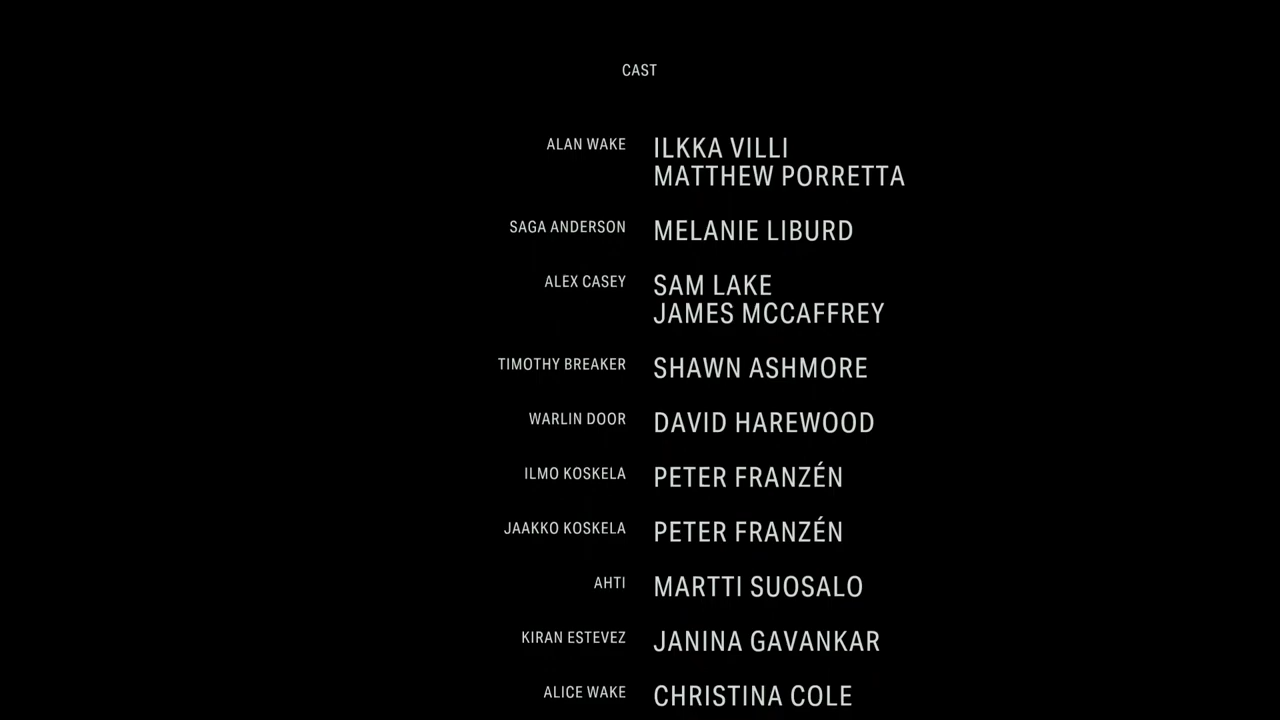 CAST
ALAN WAKE ILKKA VILLI
MATTHEW PORRETTA
SAGA ANDERSON MELANIE LIBURD
ALEX CASEY SAM LAKE
JAMES MCCAFFREY
TIMOTHY BREAKER SHAWN ASHMORE
WARLIN DOOR DAVID HAREWOOD
ILMO KOSKELA PETER FRANZÉN
JAAKKO KOSKELA PETER FRANZÉN
AHTI MARTTI SUOSALO
KIRAN ESTEVEZ JANINA GAVANKAR
ALICE WAKE CHRISTINA COLE